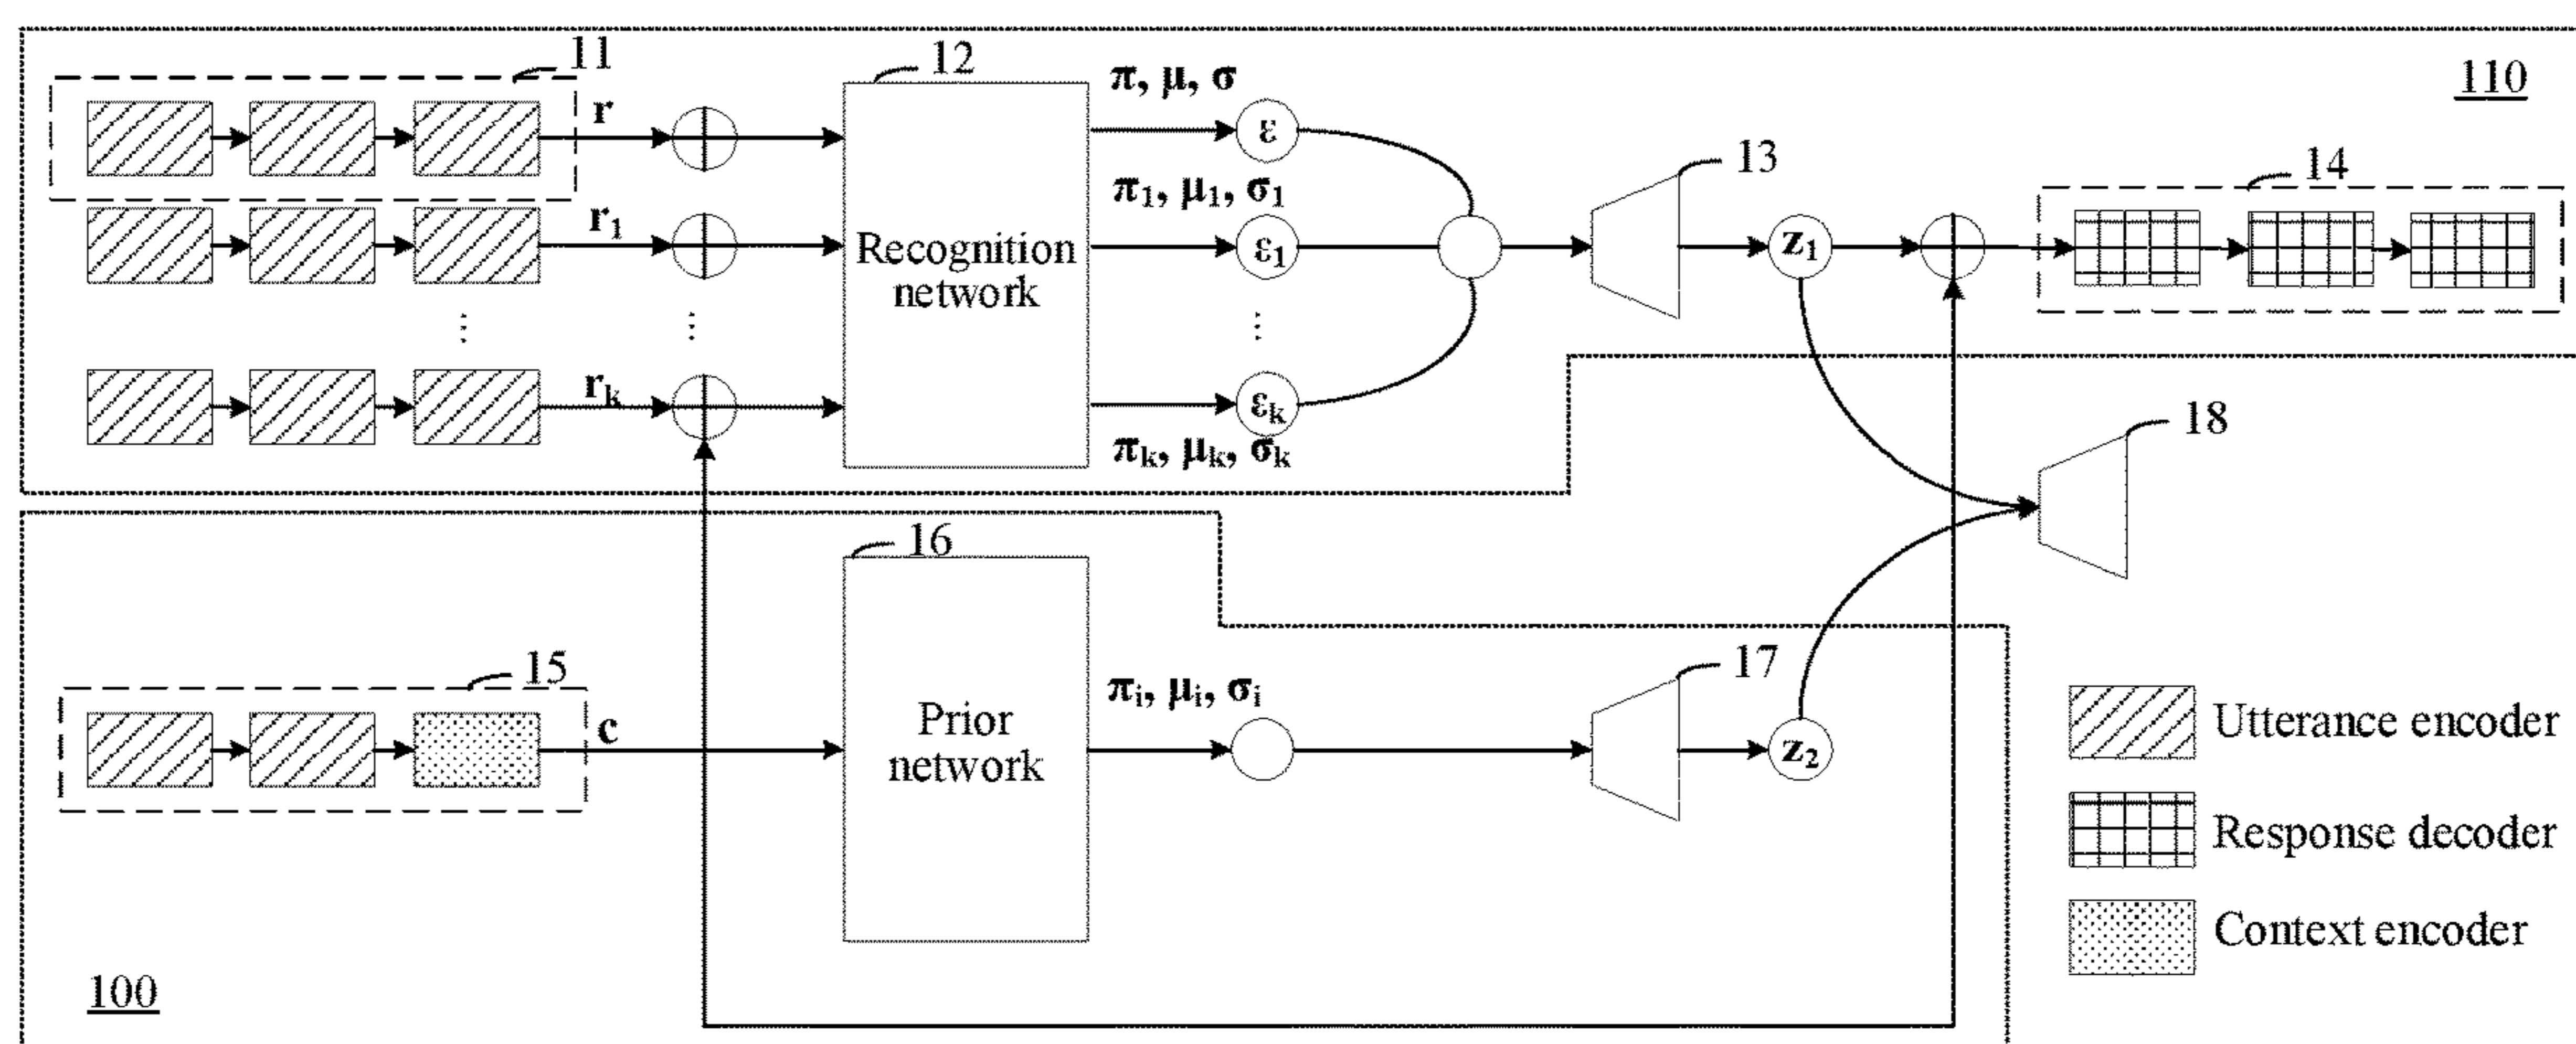 11
12
π, μ, σ
110
r
ε
13
14
r₁
π₁, μ₁, σ₁
Recognition
network
ε₁
z₁
⋮
⋮
⋮
rₖ
εₖ
πₖ, μₖ, σₖ
18
16
15
17
c
Prior
network
πᵢ, μᵢ, σᵢ
z₂
Utterance encoder
Response decoder
Context encoder
100